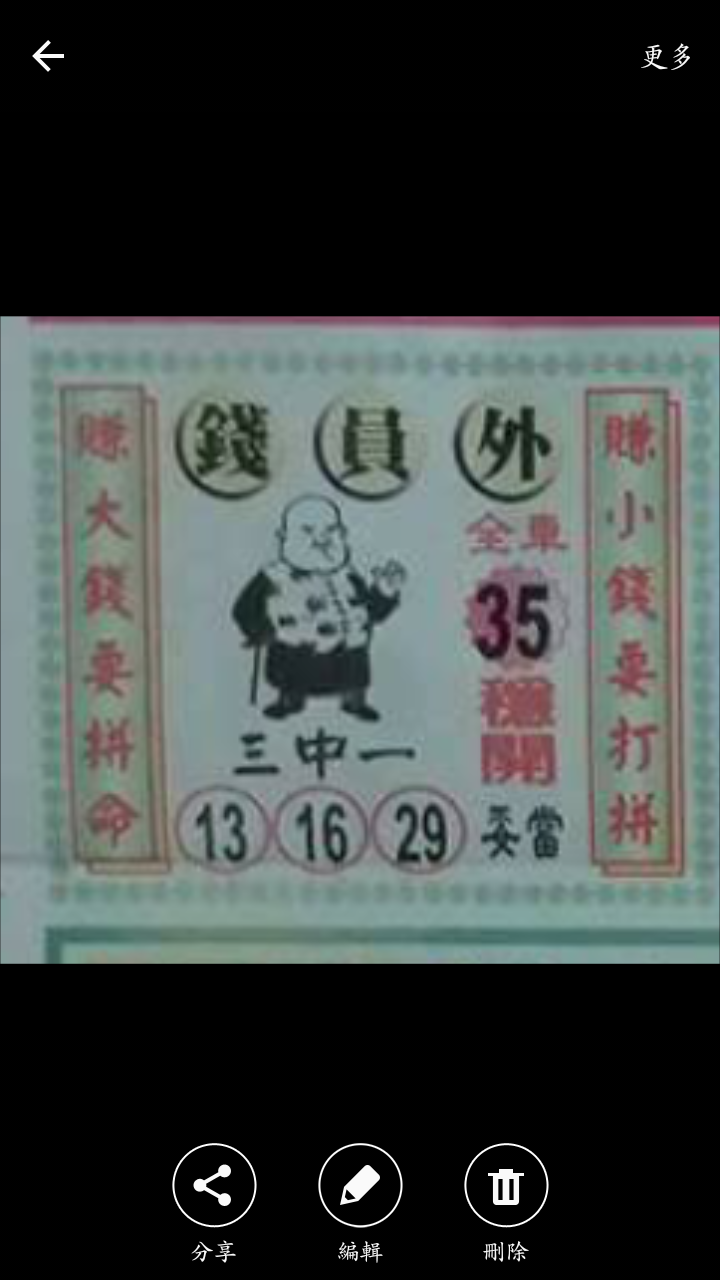 更多
錢員外
賺大錢要拼命
賺小錢要打拼
全車
35
穩
開
三中一
13 16 29 妥當
分享 編輯 刪除